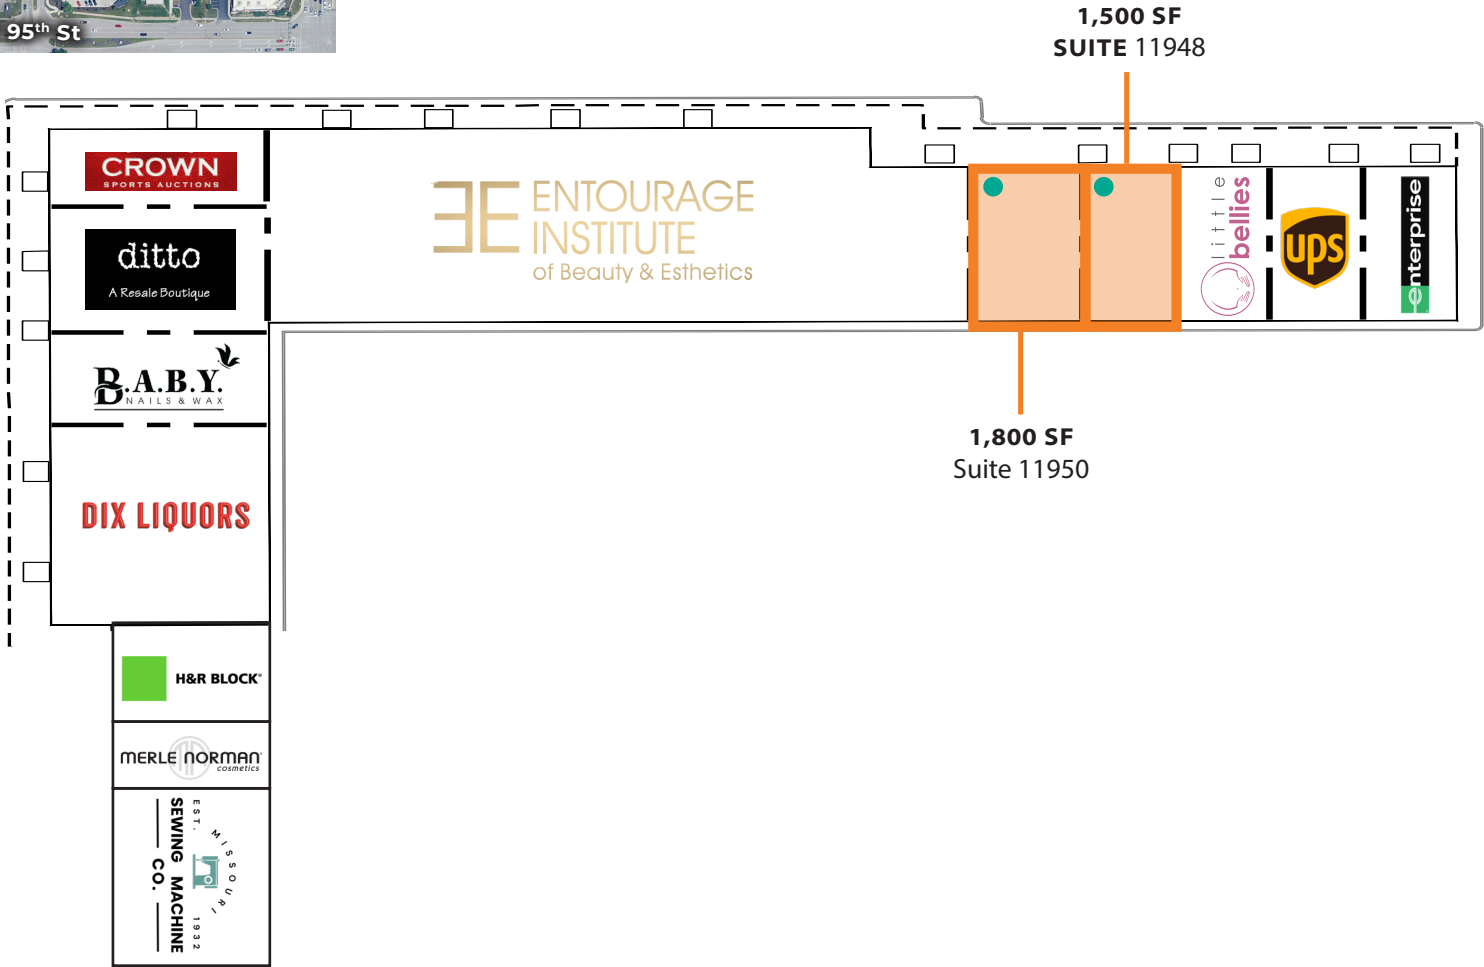 95th St
1,500 SF
SUITE 11948
CROWN
SPORTS AUCTIONS
ditto
A Resale Boutique
B.A.B.Y.
NAILS & WAX
DIX LIQUORS
H&R BLOCK®
MERLE NORMAN
cosmetics
EST. MISSOURI 1932
SEWING MACHINE
CO.
ENTOURAGE
INSTITUTE
of Beauty & Esthetics
little
bellies
ups
enterprise
1,800 SF
Suite 11950